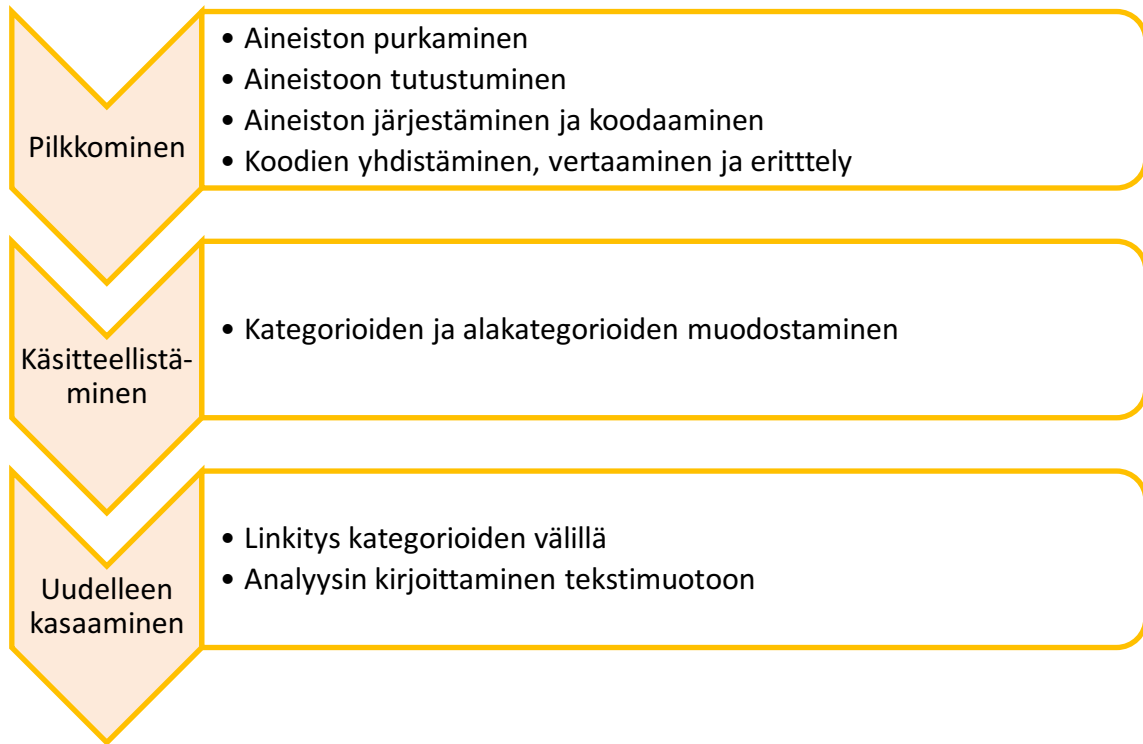 Pilkkominen
• Aineiston purkaminen
• Aineistoon tutustuminen
• Aineiston järjestäminen ja koodaaminen
• Koodien yhdistäminen, vertaaminen ja eritttely
Käsitteellistä-
minen
• Kategorioiden ja alakategorioiden muodostaminen
Uudelleen
kasaaminen
• Linkitys kategorioiden välillä
• Analyysin kirjoittaminen tekstimuotoon